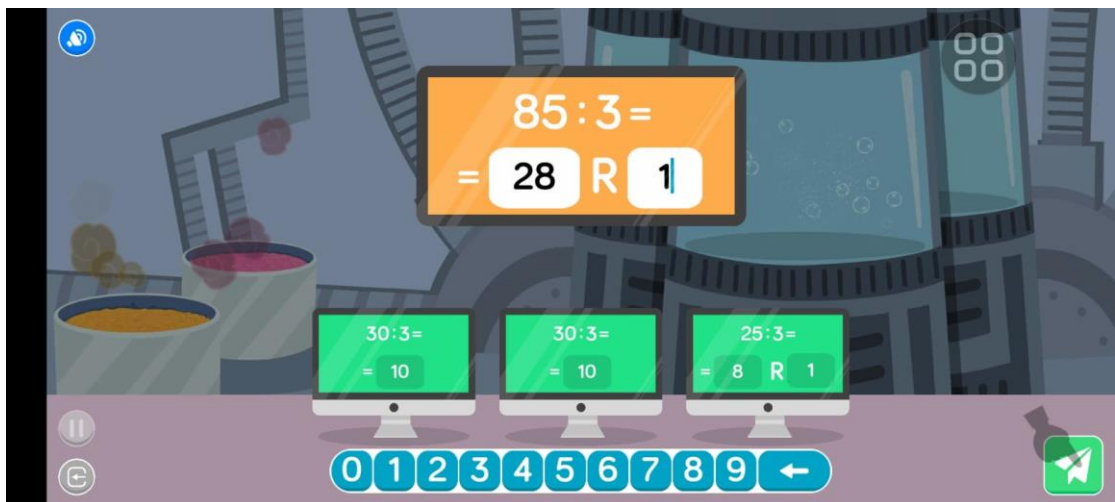 85:3=
= 28 R 1
30:3=
= 10
30:3=
= 10
25:3=
= 8 R 1
0 1 2 3 4 5 6 7 8 9 ←